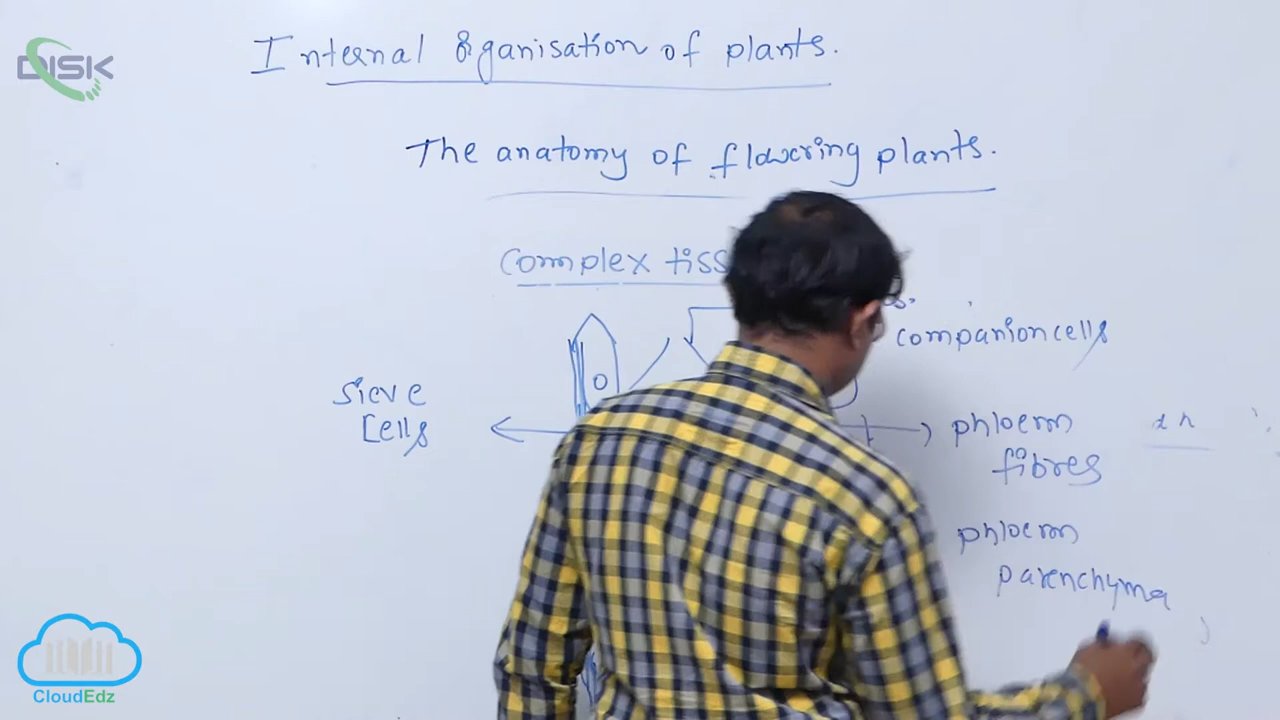 DISK
Internal organisation of plants.
The anatomy of flowering plants.
Complex tiss
companion cells
Sieve
Cells
phloem
fibres
phloem
parenchyma
CloudEdz